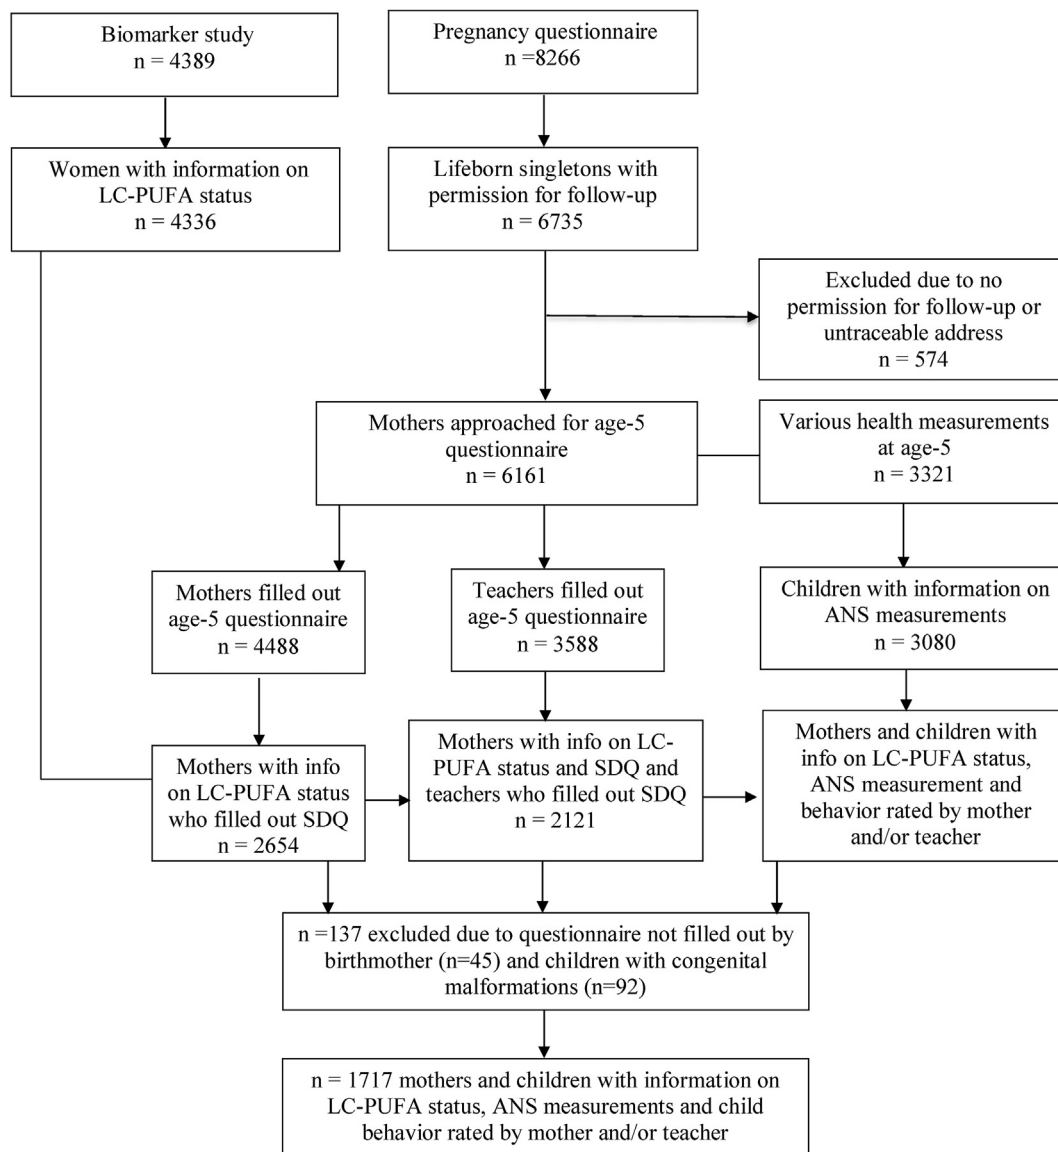 Biomarker study
n = 4389
Pregnancy questionnaire
n =8266
Women with information on
LC-PUFA status
n = 4336
Lifeborn singletons with
permission for follow-up
n = 6735
Excluded due to no
permission for follow-up or
untraceable address
n = 574
Mothers approached for age-5
questionnaire
n = 6161
Various health measurements
at age-5
n = 3321
Mothers filled out
age-5 questionnaire
n = 4488
Teachers filled out
age-5 questionnaire
n = 3588
Children with information on
ANS measurements
n = 3080
Mothers with info
on LC-PUFA status
who filled out SDQ
n = 2654
Mothers with info on LC-
PUFA status and SDQ and
teachers who filled out SDQ
n = 2121
Mothers and children with
info on LC-PUFA status,
ANS measurement and
behavior rated by mother
and/or teacher
n =137 excluded due to questionnaire not filled out by
birthmother (n=45) and children with congenital
malformations (n=92)
n = 1717 mothers and children with information on
LC-PUFA status, ANS measurements and child
behavior rated by mother and/or teacher